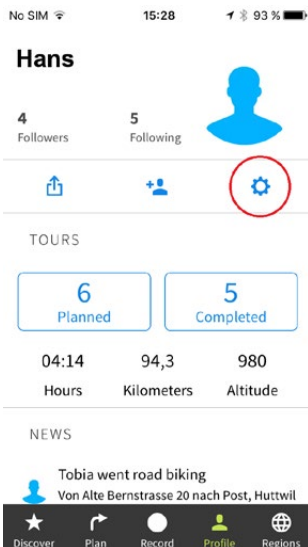 No SIM 15:28 93 %
Hans
4 5
Followers Following
TOURS
6 5
Planned Completed
04:14 94,3 980
Hours Kilometers Altitude
NEWS
Tobia went road biking
Von Alte Bernstrasse 20 nach Post, Huttwil
Discover Plan Record Profile Regions